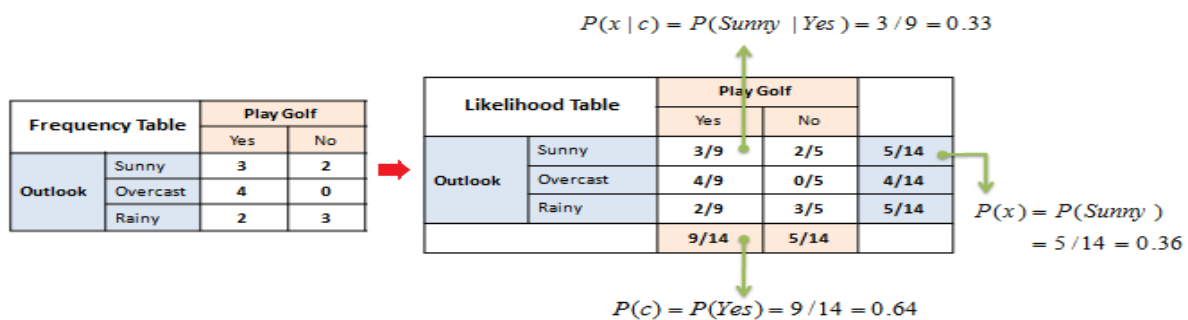 P(x | c) = P(Sunny | Yes) = 3/9 = 0.33
Frequency Table
Play Golf
Yes No
Outlook
Sunny 3 2
Overcast 4 0
Rainy 2 3
Likelihood Table
Play Golf
Yes No
Outlook
Sunny 3/9 2/5 5/14
Overcast 4/9 0/5 4/14
Rainy 2/9 3/5 5/14
9/14 5/14
P(x) = P(Sunny)
= 5/14 = 0.36
P(c) = P(Yes) = 9/14 = 0.64